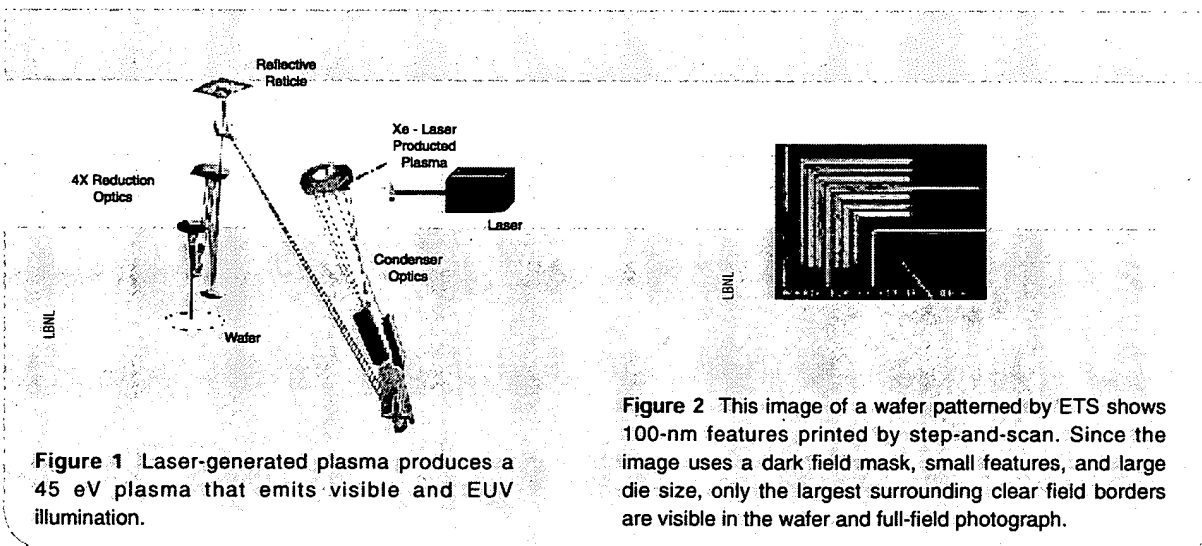 Reflective
Reticle
Xe - Laser
Producted
Plasma
4X Reduction
Optics
Laser
Condenser
Optics
LBNL
Wafer
LBNL
Figure 1 Laser-generated plasma produces a
45 eV plasma that emits visible and EUV
illumination.
Figure 2 This image of a wafer patterned by ETS shows
100-nm features printed by step-and-scan. Since the
image uses a dark field mask, small features, and large
die size, only the largest surrounding clear field borders
are visible in the wafer and full-field photograph.